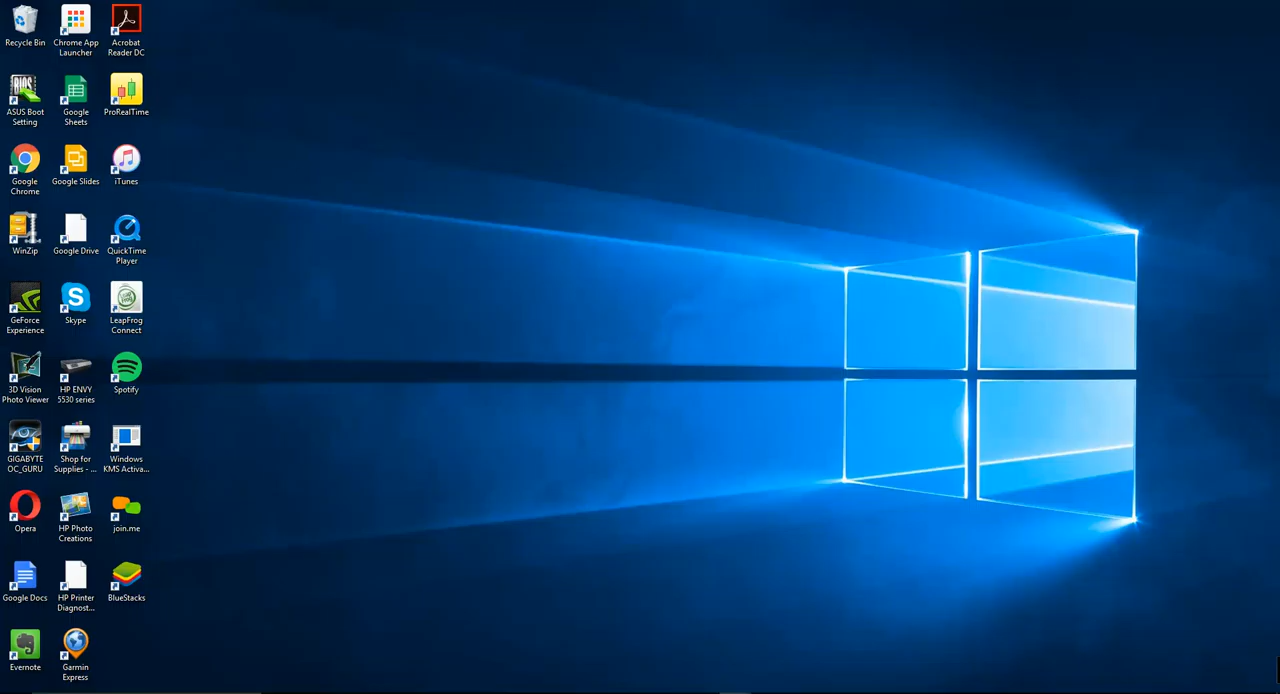 Recycle Bin
Chrome App
Launcher
Acrobat
Reader DC
BIOS
ASUS Boot
Setting
Google
Sheets
ProRealTime
Google
Chrome
Google Slides
iTunes
WinZip
Google Drive
QuickTime
Player
GeForce
Experience
S
Skype
Leap Frog
LeapFrog
Connect
3D Vision
Photo Viewer
HP ENVY
5530 series
Spotify
GIGABYTE
OC_GURU
Shop for
Supplies - ...
Windows
KMS Activa...
Opera
HP Photo
Creations
join.me
Google Docs
HP Printer
Diagnost...
BlueStacks
Evernote
Garmin
Express